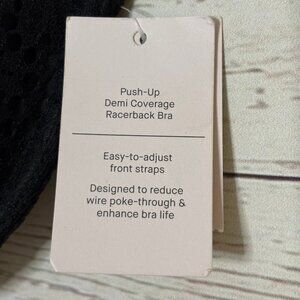 Push-Up
Demi Coverage
Racerback Bra
Easy-to-adjust
front straps
Designed to reduce
wire poke-through &
enhance bra life